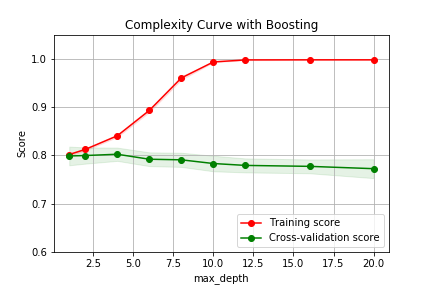 Complexity Curve with Boosting
Score
1.0
0.9
0.8
0.7
0.6
2.5 5.0 7.5 10.0 12.5 15.0 17.5 20.0
max_depth
Training score
Cross-validation score